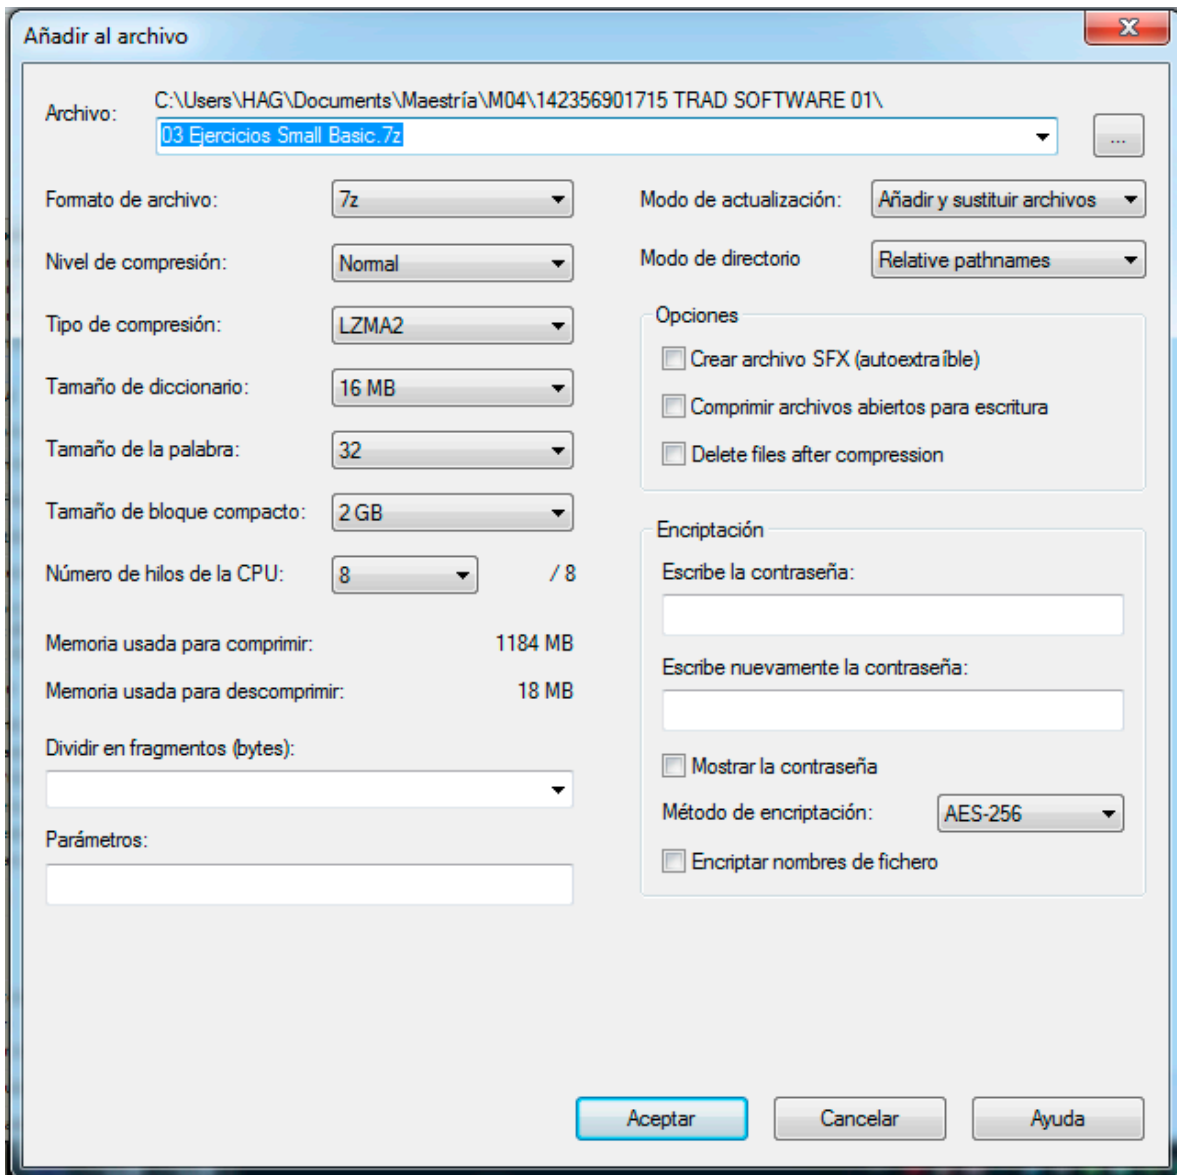 Añadir al archivo
Archivo:
C:\Users\HAG\Documents\Maestría\M04\142356901715 TRAD SOFTWARE 01\
03 Ejercicios Small Basic.7z
...
Formato de archivo: 7z
Nivel de compresión: Normal
Tipo de compresión: LZMA2
Tamaño de diccionario: 16 MB
Tamaño de la palabra: 32
Tamaño de bloque compacto: 2 GB
Número de hilos de la CPU: 8 / 8
Memoria usada para comprimir: 1184 MB
Memoria usada para descomprimir: 18 MB
Dividir en fragmentos (bytes):
Parámetros:
Modo de actualización: Añadir y sustituir archivos
Modo de directorio Relative pathnames
Opciones
Crear archivo SFX (autoextraíble)
Comprimir archivos abiertos para escritura
Delete files after compression
Encriptación
Escribe la contraseña:
Escribe nuevamente la contraseña:
Mostrar la contraseña
Método de encriptación: AES-256
Encriptar nombres de fichero
Aceptar Cancelar Ayuda